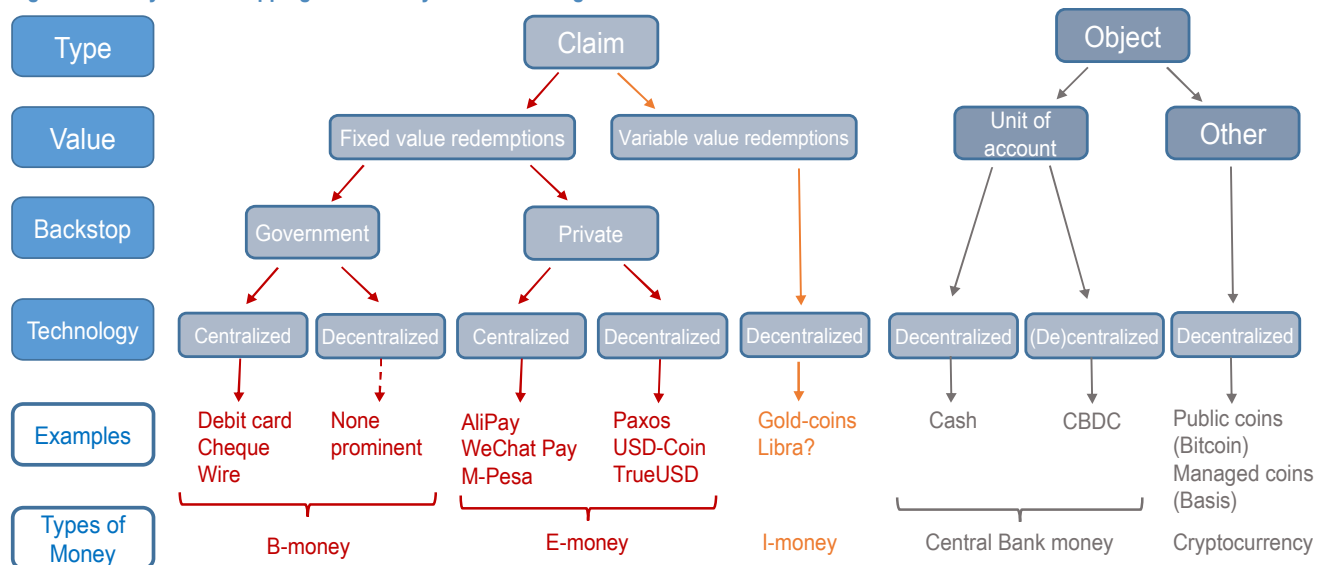 Type
Claim
Object
Value
Fixed value redemptions
Variable value redemptions
Unit of
account
Other
Backstop
Government
Private
Technology
Centralized
Decentralized
Centralized
Decentralized
Decentralized
Decentralized
(De)centralized
Decentralized
Examples
Debit card
Cheque
Wire
None
prominent
AliPay
WeChat Pay
M-Pesa
Paxos
USD-Coin
TrueUSD
Gold-coins
Libra?
Cash
CBDC
Public coins
(Bitcoin)
Managed coins
(Basis)
Types of
Money
B-money
E-money
I-money
Central Bank money
Cryptocurrency